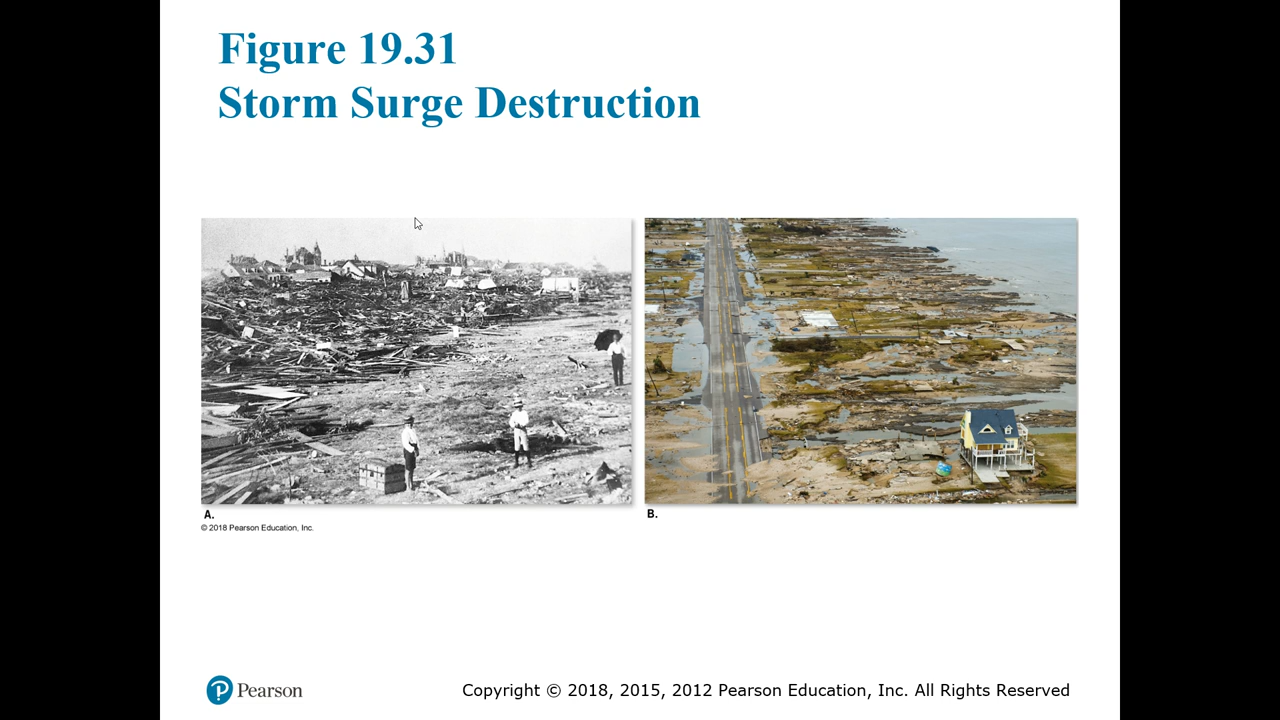 Figure 19.31
Storm Surge Destruction
A.
B.
© 2018 Pearson Education, Inc.
Pearson
Copyright © 2018, 2015, 2012 Pearson Education, Inc. All Rights Reserved